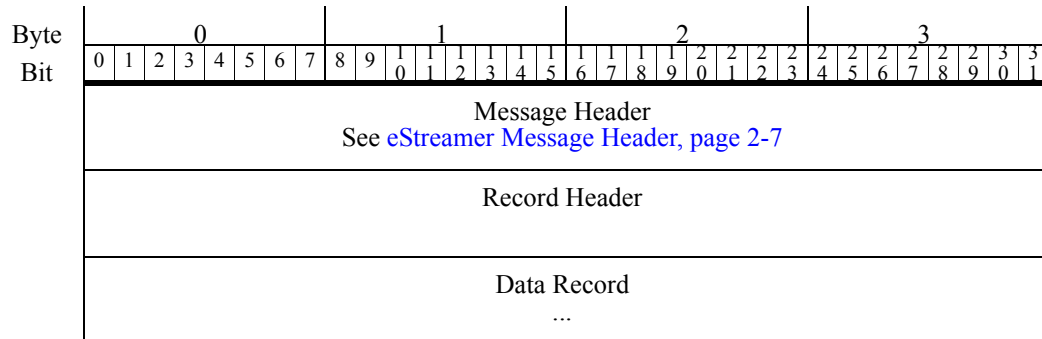 Byte 0 1 2 3
Bit 0 1 2 3 4 5 6 7 8 9 10 11 12 13 14 15 16 17 18 19 20 21 22 23 24 25 26 27 28 29 30 31
Message Header
See eStreamer Message Header, page 2-7
Record Header
Data Record
...